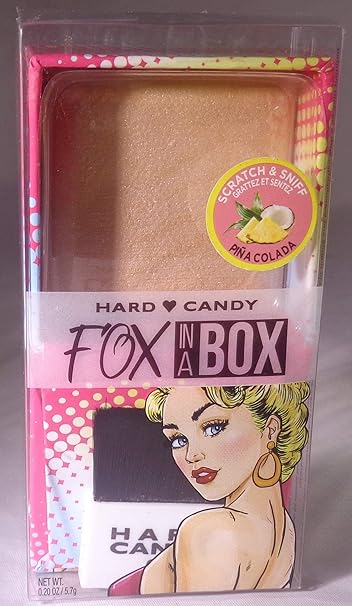 SCRATCH & SNIFF
GRATTEZ ET SENTEZ
PIÑA COLADA
HARD ♥ CANDY
FOX IN A BOX
HAR
CAN
NET WT.
0.20 OZ / 5.7g